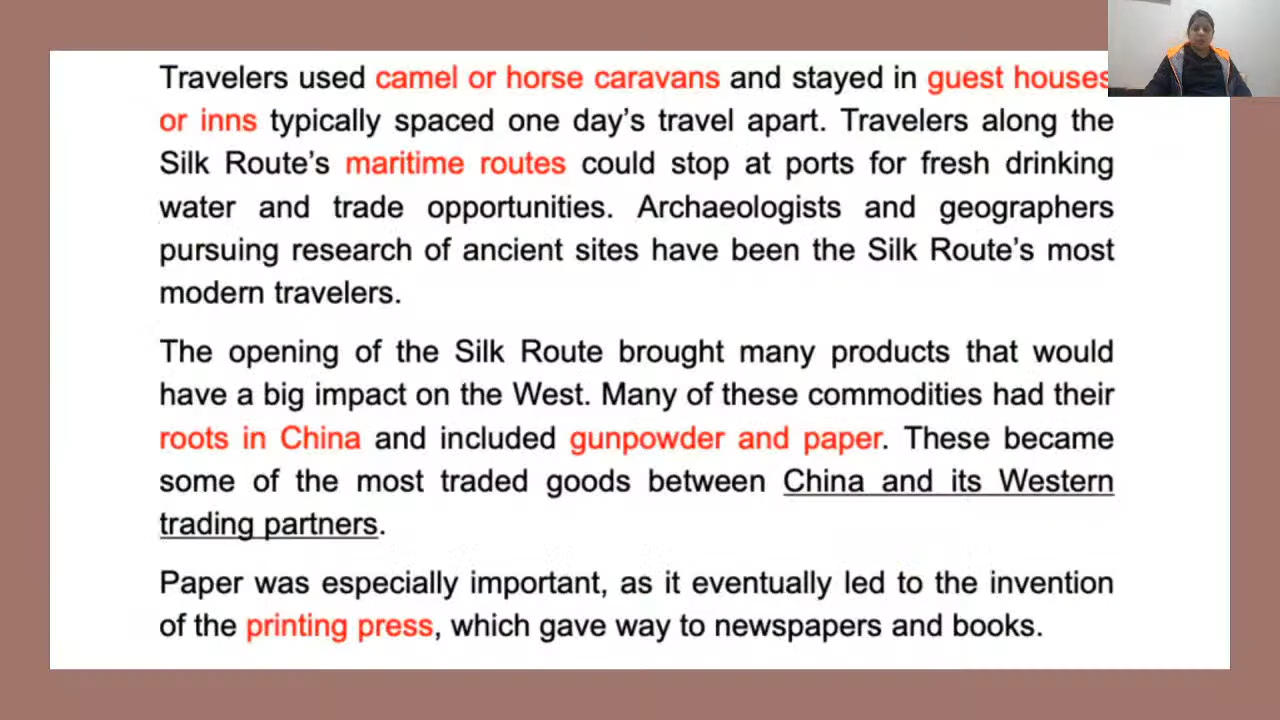 Travelers used camel or horse caravans and stayed in guest houses
or inns typically spaced one day's travel apart. Travelers along the
Silk Route's maritime routes could stop at ports for fresh drinking
water and trade opportunities. Archaeologists and geographers
pursuing research of ancient sites have been the Silk Route's most
modern travelers.
The opening of the Silk Route brought many products that would
have a big impact on the West. Many of these commodities had their
roots in China and included gunpowder and paper. These became
some of the most traded goods between China and its Western
trading partners.
Paper was especially important, as it eventually led to the invention
of the printing press, which gave way to newspapers and books.